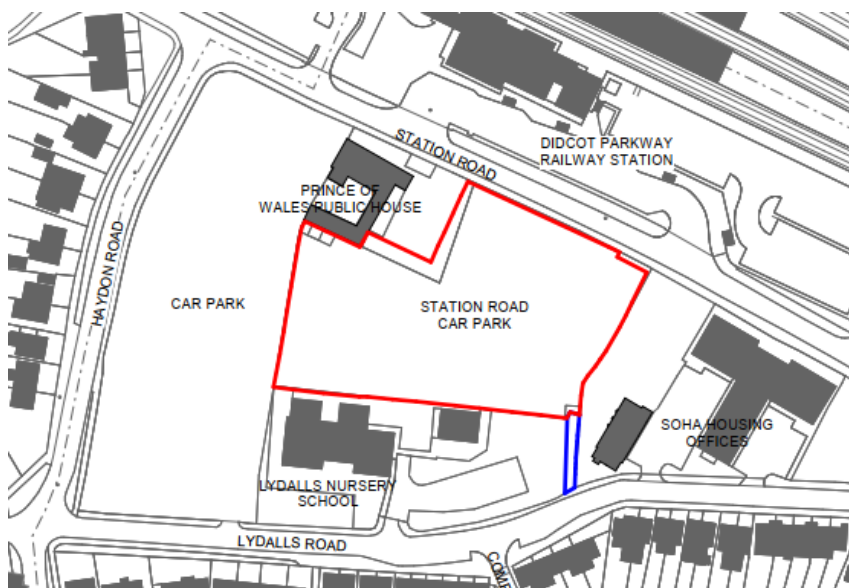 STATION ROAD
DIDCOT PARKWAY
RAILWAY STATION
PRINCE OF
WALES PUBLIC HOUSE
HAYDON ROAD
CAR PARK
STATION ROAD
CAR PARK
SOHA HOUSING
OFFICES
LYDALLS NURSERY
SCHOOL
LYDALLS ROAD